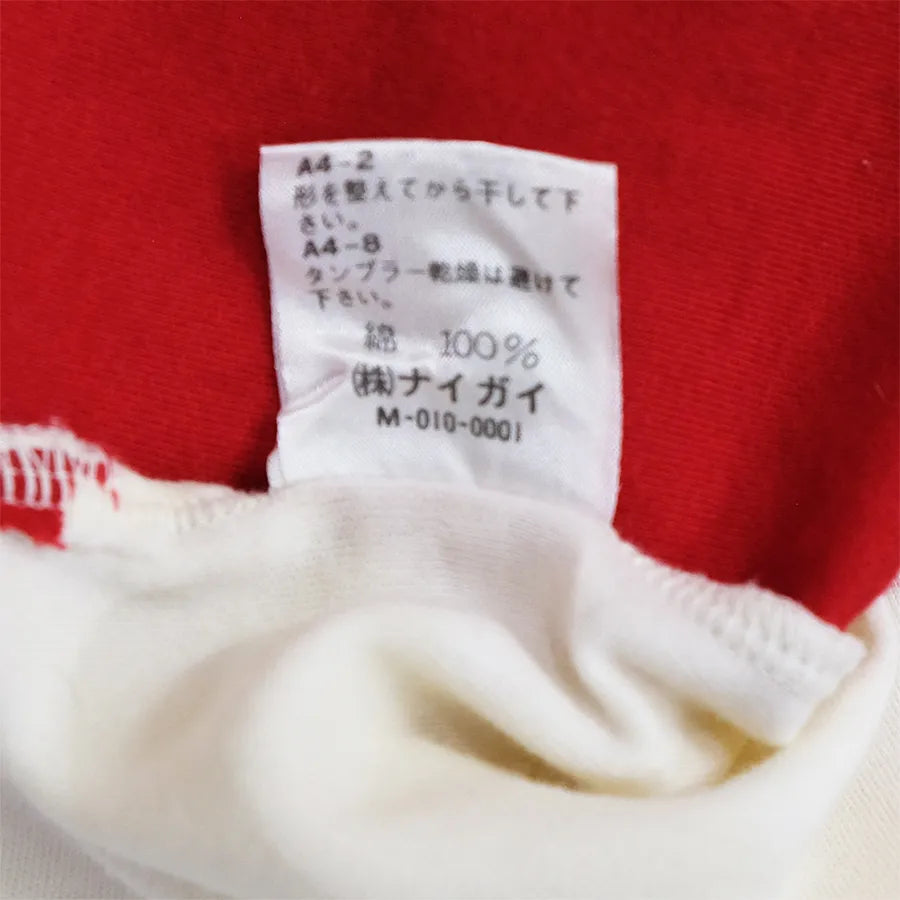 A4-2
形を整えてから干して下
さい。
A4-8
タンブラー乾燥は避けて
下さい。
綿 100%
㈱ナイガイ
M-010-0001